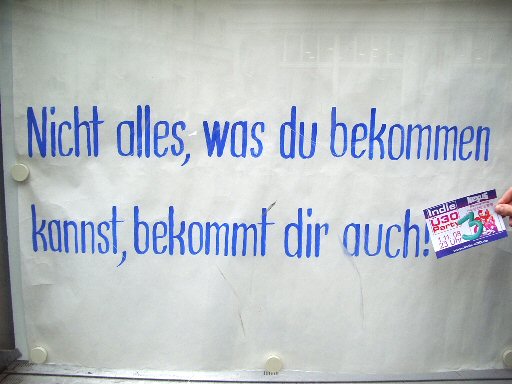 Nicht alles, was du bekommen
kannst, bekommt dir auch!
Indie
U30
Party